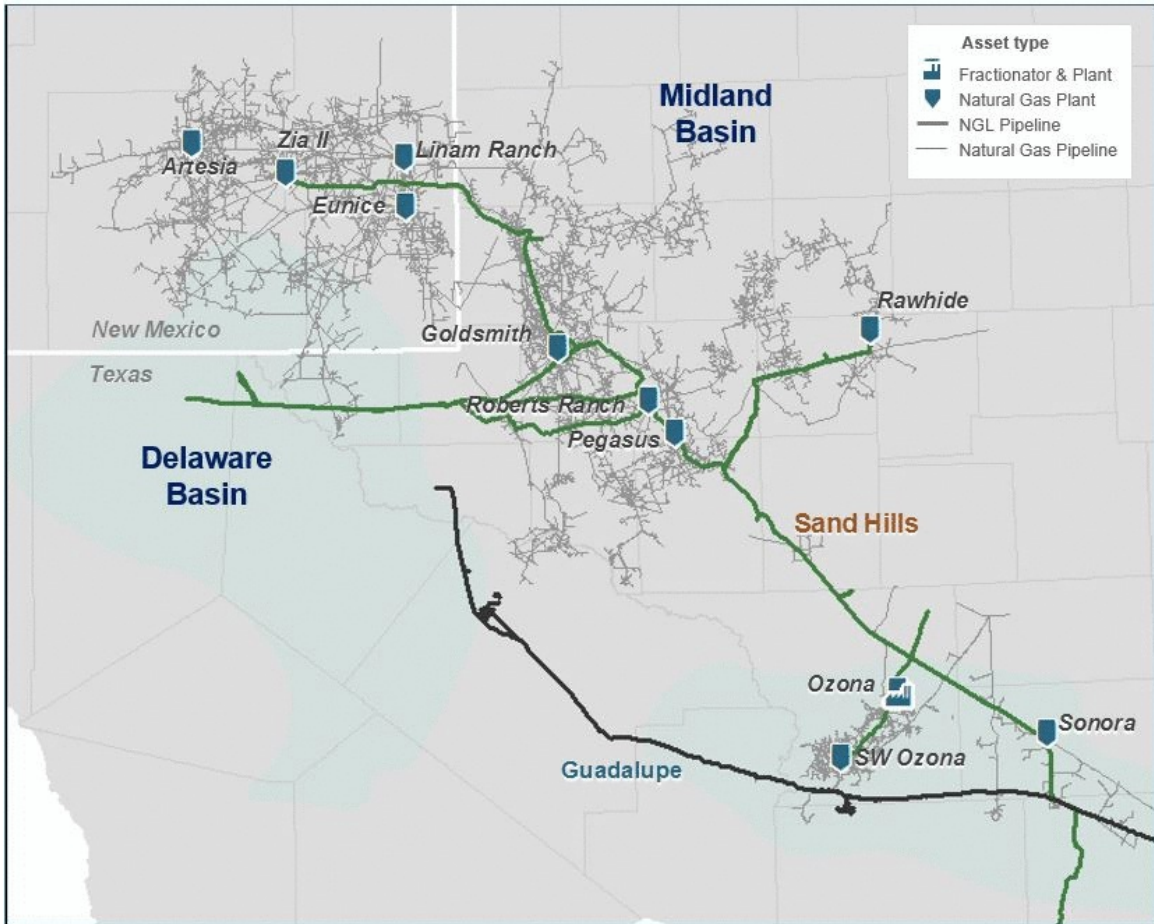 Asset type
Fractionator & Plant
Natural Gas Plant
NGL Pipeline
Natural Gas Pipeline
Midland
Basin
Zia II
Linam Ranch
Artesia
Eunice
Rawhide
New Mexico
Goldsmith
Texas
Roberts Ranch
Pegasus
Delaware
Basin
Sand Hills
Ozona
Sonora
SW Ozona
Guadalupe